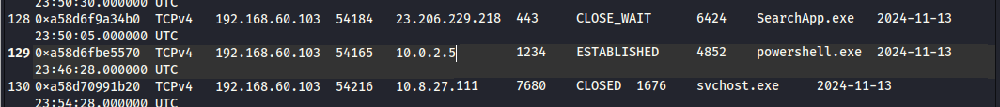 23:50:30.000000 UTC
128 0xa58d6f9a34b0 TCPv4 192.168.60.103 54184 23.206.229.218 443 CLOSE_WAIT 6424 SearchApp.exe 2024-11-13
23:50:05.000000 UTC
129 0xa58d6fbe5570 TCPv4 192.168.60.103 54165 10.0.2.5 1234 ESTABLISHED 4852 powershell.exe 2024-11-13
23:46:28.000000 UTC
130 0xa58d70991b20 TCPv4 192.168.60.103 54216 10.8.27.111 7680 CLOSED 1676 svchost.exe 2024-11-13
23:54:28.000000 UTC